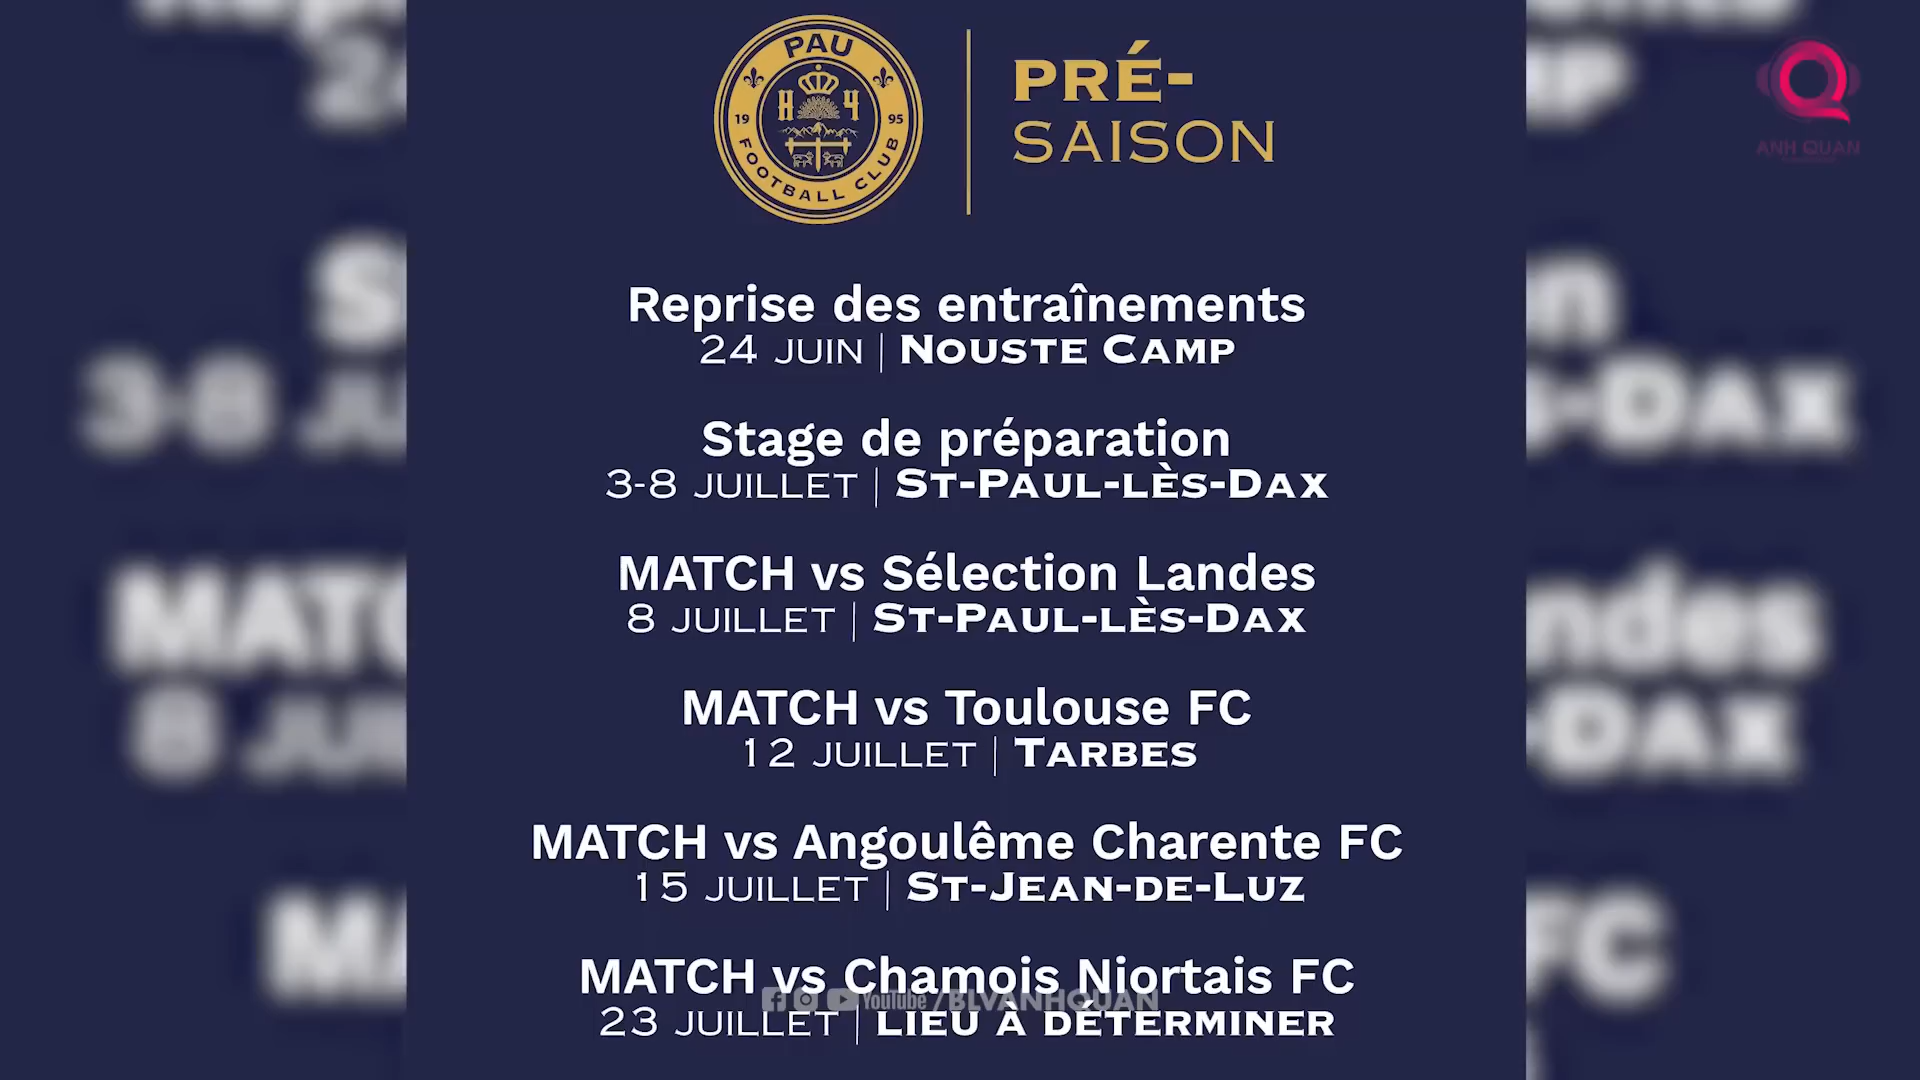 PAU
19 95
FOOTBALL CLUB
PRÉ-
SAISON
ANH QUAN
Reprise des entraînements
24 JUIN | NOUSTE CAMP
Stage de préparation
3-8 JUILLET | ST-PAUL-LÈS-DAX
MATCH vs Sélection Landes
8 JUILLET | ST-PAUL-LÈS-DAX
MATCH vs Toulouse FC
12 JUILLET | TARBES
MATCH vs Angoulême Charente FC
15 JUILLET | ST-JEAN-DE-LUZ
MATCH vs Chamois Niortais FC
YouTube /BLVANHQUAN
23 JUILLET | LIEU À DÉTERMINER